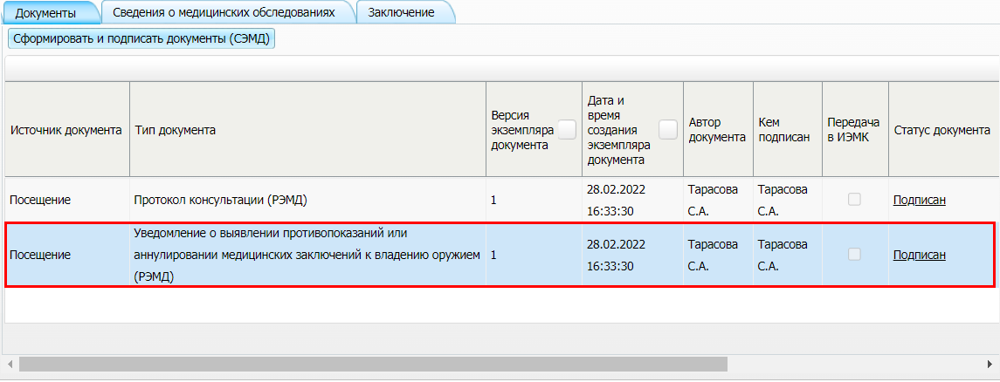 Документы
Сведения о медицинских обследованиях
Заключение
Сформировать и подписать документы (СЭМД)
Источник документа
Тип документа
Версия
экземпляра
документа
Дата и
время
создания
экземпляра
документа
Автор
документа
Кем
подписан
Передача
в ИЭМК
Статус документа
Посещение
Протокол консультации (РЭМД)
1
28.02.2022
16:33:30
Тарасова
С.А.
Тарасова
С.А.
Подписан
Посещение
Уведомление о выявлении противопоказаний или
аннулировании медицинских заключений к владению оружием
(РЭМД)
1
28.02.2022
16:33:30
Тарасова
С.А.
Тарасова
С.А.
Подписан